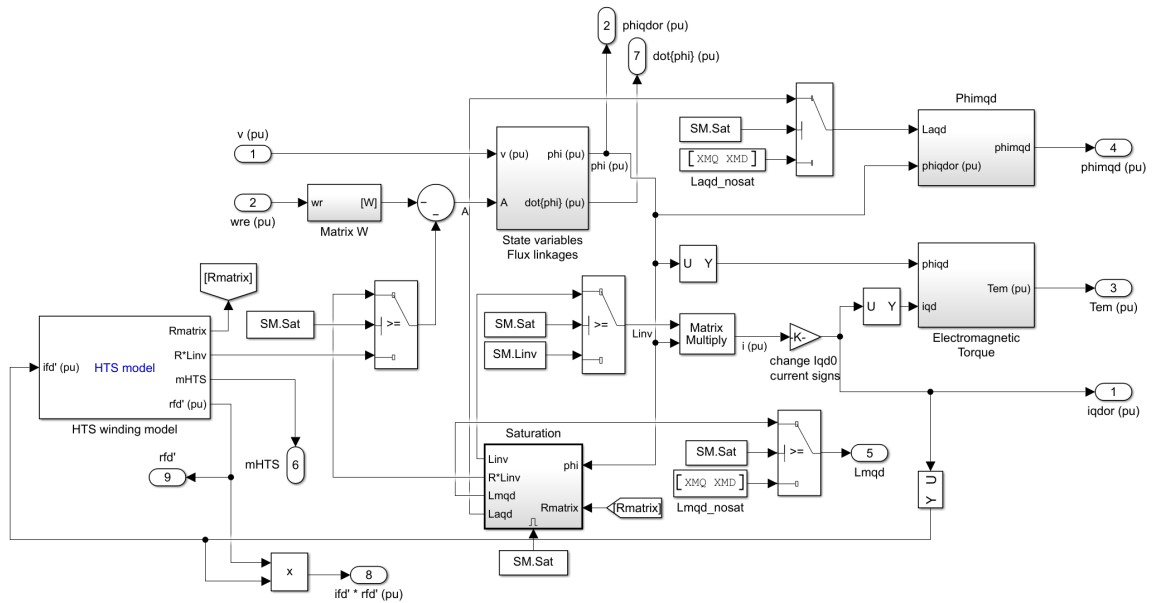 2
phiqdor (pu)
7
dot{phi} (pu)
Phimqd
v (pu)
1
SM.Sat
[ XMQ XMD ]
Laqd_nosat
Laqd
phimqd
phiqdor (pu)
4
phimqd (pu)
v (pu)
phi (pu)
phi (pu)
A
dot{phi} (pu)
State variables
Flux linkages
2
wre (pu)
wr
[W]
Matrix W
−
−
A
[Rmatrix]
U Y
phiqd
Tem (pu)
iqd
3
Tem (pu)
Electromagnetic
Torque
U Y
SM.Sat
>=
SM.Sat
>=
SM.Linv
Linv
Matrix
Multiply
i (pu)
-K-
change Iqd0
current signs
ifd' (pu)
HTS model
Rmatrix
R*Linv
mHTS
rfd' (pu)
HTS winding model
1
iqdor (pu)
rfd'
9
mHTS
6
Saturation
Linv
R*Linv
Lmqd
Laqd
phi
Rmatrix
[Rmatrix]
SM.Sat
SM.Sat
>=
[ XMQ XMD ]
Lmqd_nosat
5
Lmqd
Y U
x
8
ifd' * rfd' (pu)